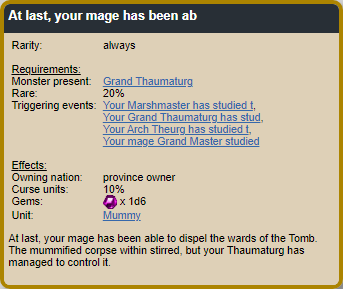 At last, your mage has been ab
Rarity: always
Requirements:
Monster present: Grand Thaumaturg
Rare: 20%
Triggering events: Your Marshmaster has studied t,
Your Grand Thaumaturg has stud,
Your Arch Theurg has studied t,
Your mage Grand Master studied
Effects:
Owning nation: province owner
Curse units: 10%
Gems: x 1d6
Unit: Mummy
At last, your mage has been able to dispel the wards of the Tomb.
The mummified corpse within stirred, but your Thaumaturg has
managed to control it.